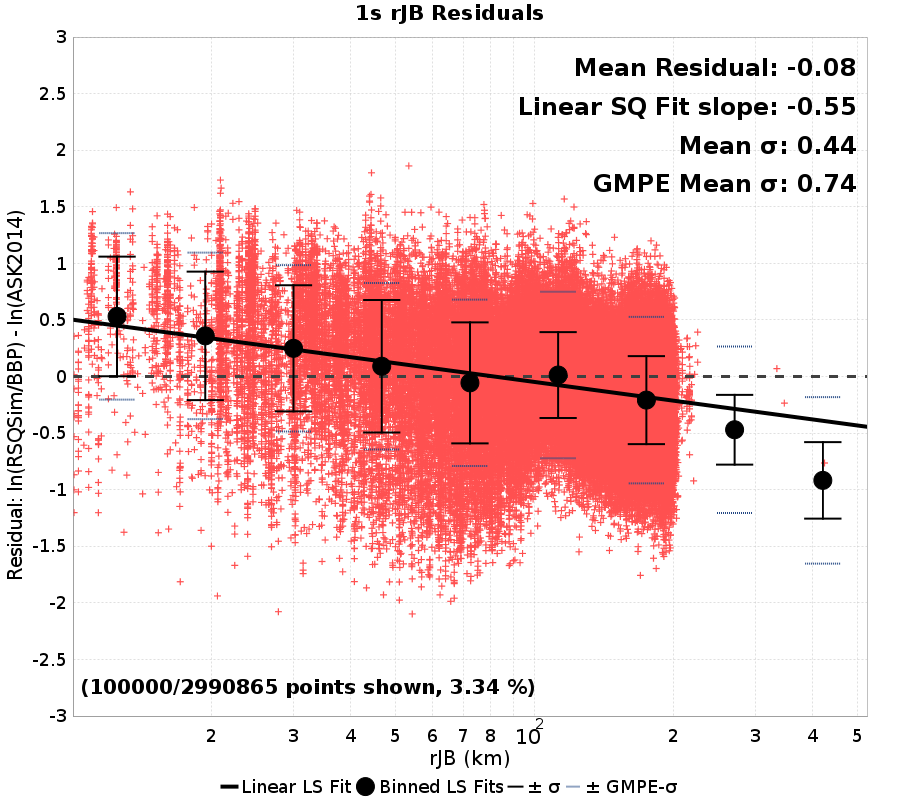 1s rJB Residuals
Mean Residual: -0.08
Linear SQ Fit slope: -0.55
Mean σ: 0.44
GMPE Mean σ: 0.74
3
2.5
2
1.5
1
0.5
0
-0.5
-1
-1.5
-2
-2.5
-3
Residual: ln(RSQSim/BBP) - ln(ASK2014)
(100000/2990865 points shown, 3.34 %)
2 3 4 5 6 7 8 10² 2 3 4 5
rJB (km)
Linear LS Fit Binned LS Fits ± σ ± GMPE-σ